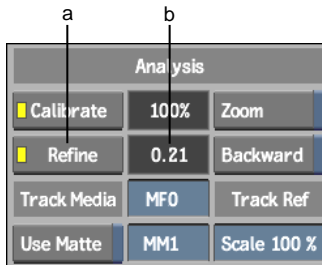 a b
Analysis
Calibrate 100% Zoom
Refine 0.21 Backward
Track Media MF0 Track Ref
Use Matte MM1 Scale 100 %